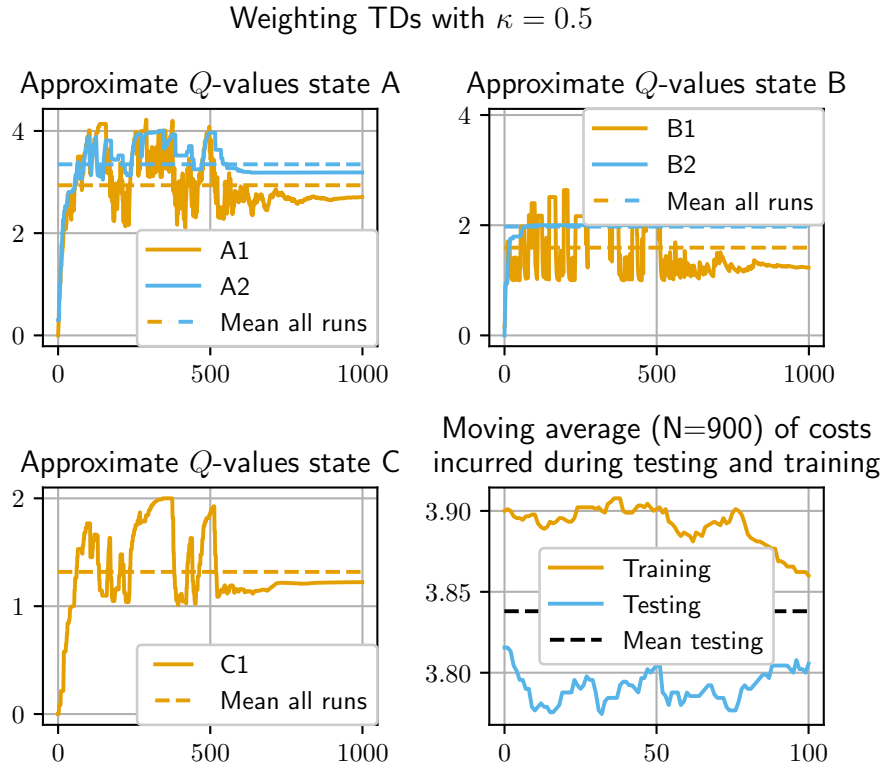 Weighting TDs with κ = 0.5
Approximate Q-values state A
4
2
0
A1
A2
Mean all runs
0
500
1000
Approximate Q-values state B
4
2
0
B1
B2
Mean all runs
0
500
1000
Approximate Q-values state C
2
1
0
C1
Mean all runs
0
500
1000
Moving average (N=900) of costs
incurred during testing and training
3.90
3.85
3.80
Training
Testing
Mean testing
0
50
100